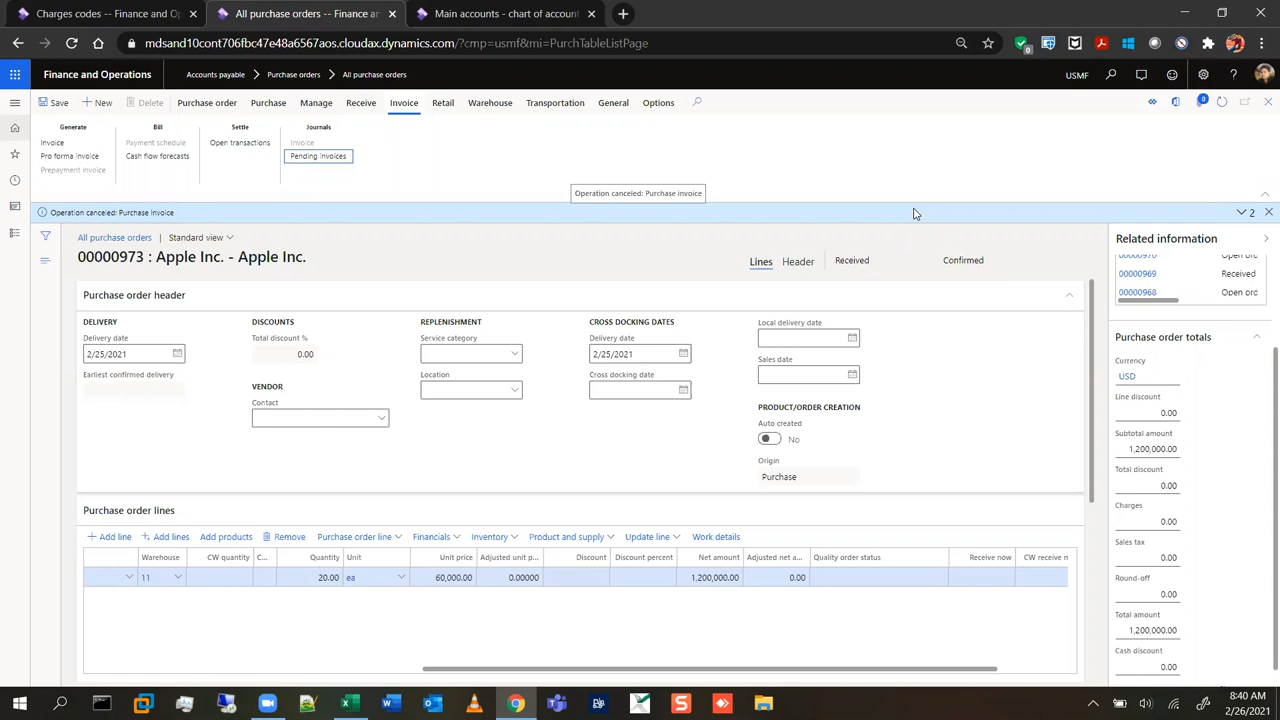 Charges codes -- Finance and Op
All purchase orders -- Finance an
Main accounts - chart of account
mdsand10cont706fbc47e48a6567aos.cloudax.dynamics.com/?cmp=usmf&mi=PurchTableListPage
0
Finance and Operations
Accounts payable
Purchase orders
All purchase orders
USMF
Save
New
Delete
Purchase order
Purchase
Manage
Receive
Invoice
Retail
Warehouse
Transportation
General
Options
0
Generate
Bill
Settle
Journals
Invoice
Payment schedule
Open transactions
Invoice
Pro forma invoice
Cash flow forecasts
Pending invoices
Prepayment invoice
Operation canceled: Purchase invoice
Operation canceled: Purchase invoice
2
All purchase orders
Standard view
00000973 : Apple Inc. - Apple Inc.
Lines
Header
Received
Confirmed
Purchase order header
DELIVERY
Delivery date
2/25/2021
Earliest confirmed delivery
DISCOUNTS
Total discount %
0.00
VENDOR
Contact
REPLENISHMENT
Service category
Location
CROSS DOCKING DATES
Delivery date
2/25/2021
Cross docking date
Local delivery date
Sales date
PRODUCT/ORDER CREATION
Auto created
No
Origin
Purchase
Purchase order lines
Add line
Add lines
Add products
Remove
Purchase order line
Financials
Inventory
Product and supply
Update line
Work details
Warehouse
CW quantity
C...
Quantity
Unit
Unit price
Adjusted unit p...
Discount
Discount percent
Net amount
Adjusted net a...
Quality order status
Receive now
CW receive n
11
20.00
ea
60,000.00
0.00000
1,200,000.00
0.00
Related information
00000970
Open ord
00000969
Received
00000968
Open ord
Purchase order totals
Currency
USD
Line discount
0.00
Subtotal amount
1,200,000.00
Total discount
0.00
Charges
0.00
Sales tax
0.00
Round-off
0.00
Total amount
1,200,000.00
Cash discount
0.00
8:40 AM
2/26/2021